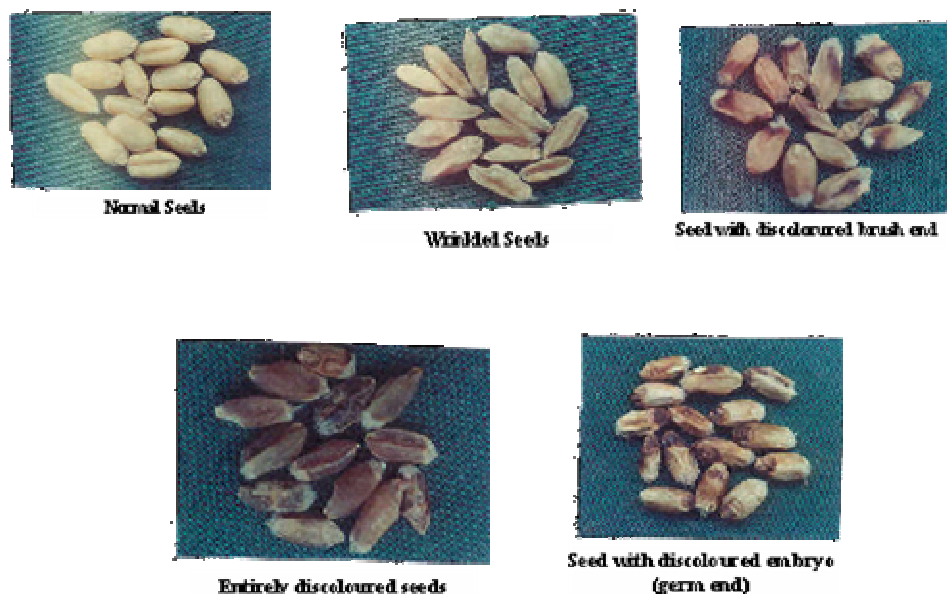 Normal Seeds
Wrinkled Seeds
Seed with discoloured brush end
Entirely discoloured seeds
Seed with discoloured embryo
(germ end)